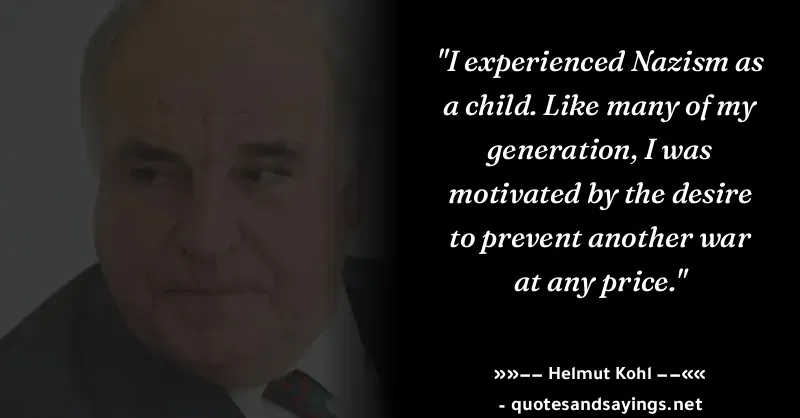 "I experienced Nazism as
a child. Like many of my
generation, I was
motivated by the desire
to prevent another war
at any price."
»»−− Helmut Kohl −−««
- quotesandsayings.net